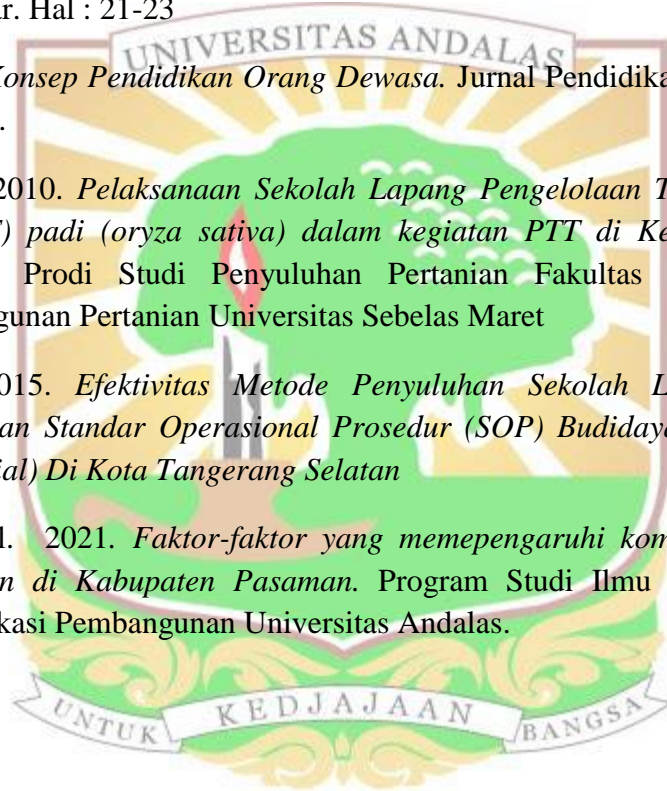 ar. Hal : 21-23
UNIVERSITAS ANDALAS
Konsep Pendidikan Orang Dewasa. Jurnal Pendidika
.
2010. Pelaksanaan Sekolah Lapang Pengelolaan T
) padi (oryza sativa) dalam kegiatan PTT di Ke
Prodi Studi Penyuluhan Pertanian Fakultas
gunan Pertanian Universitas Sebelas Maret
015. Efektivitas Metode Penyuluhan Sekolah L
an Standar Operasional Prosedur (SOP) Budidaya
ial) Di Kota Tangerang Selatan
l. 2021. Faktor-faktor yang memepengaruhi kom
n di Kabupaten Pasaman. Program Studi Ilmu
kasi Pembangunan Universitas Andalas.
UNTUK KEDJAJAAN BANGSA